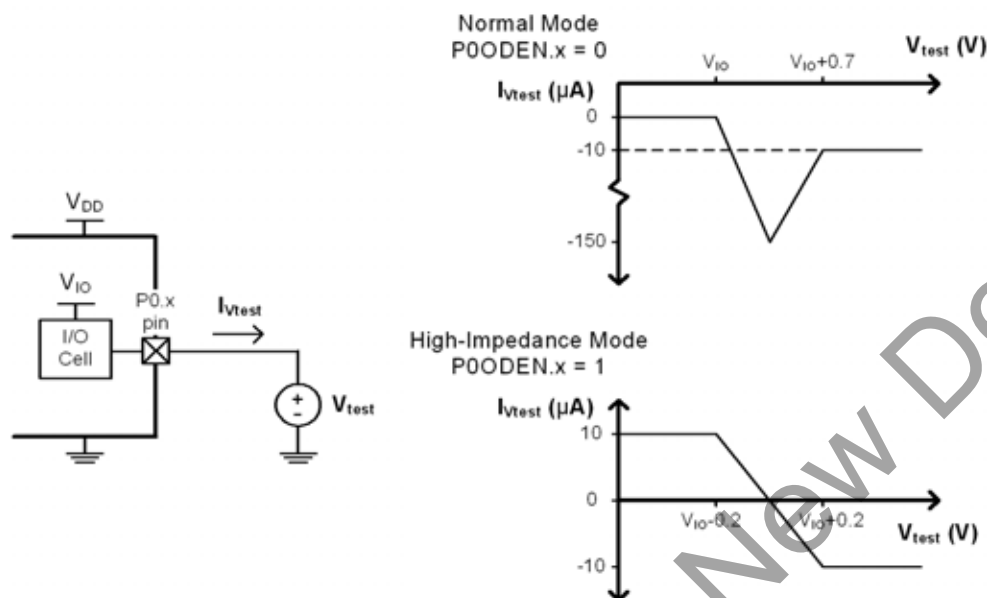 Normal Mode
P0ODEN.x = 0
V_test (V)
V_IO
V_IO+0.7
I_Vtest (µA)
0
-10
-150
V_DD
V_IO
P0.x
pin
I/O
Cell
I_Vtest
+
-
V_test
High-Impedance Mode
P0ODEN.x = 1
I_Vtest (µA)
10
0
V_IO-0.2
V_IO+0.2
V_test (V)
-10
New